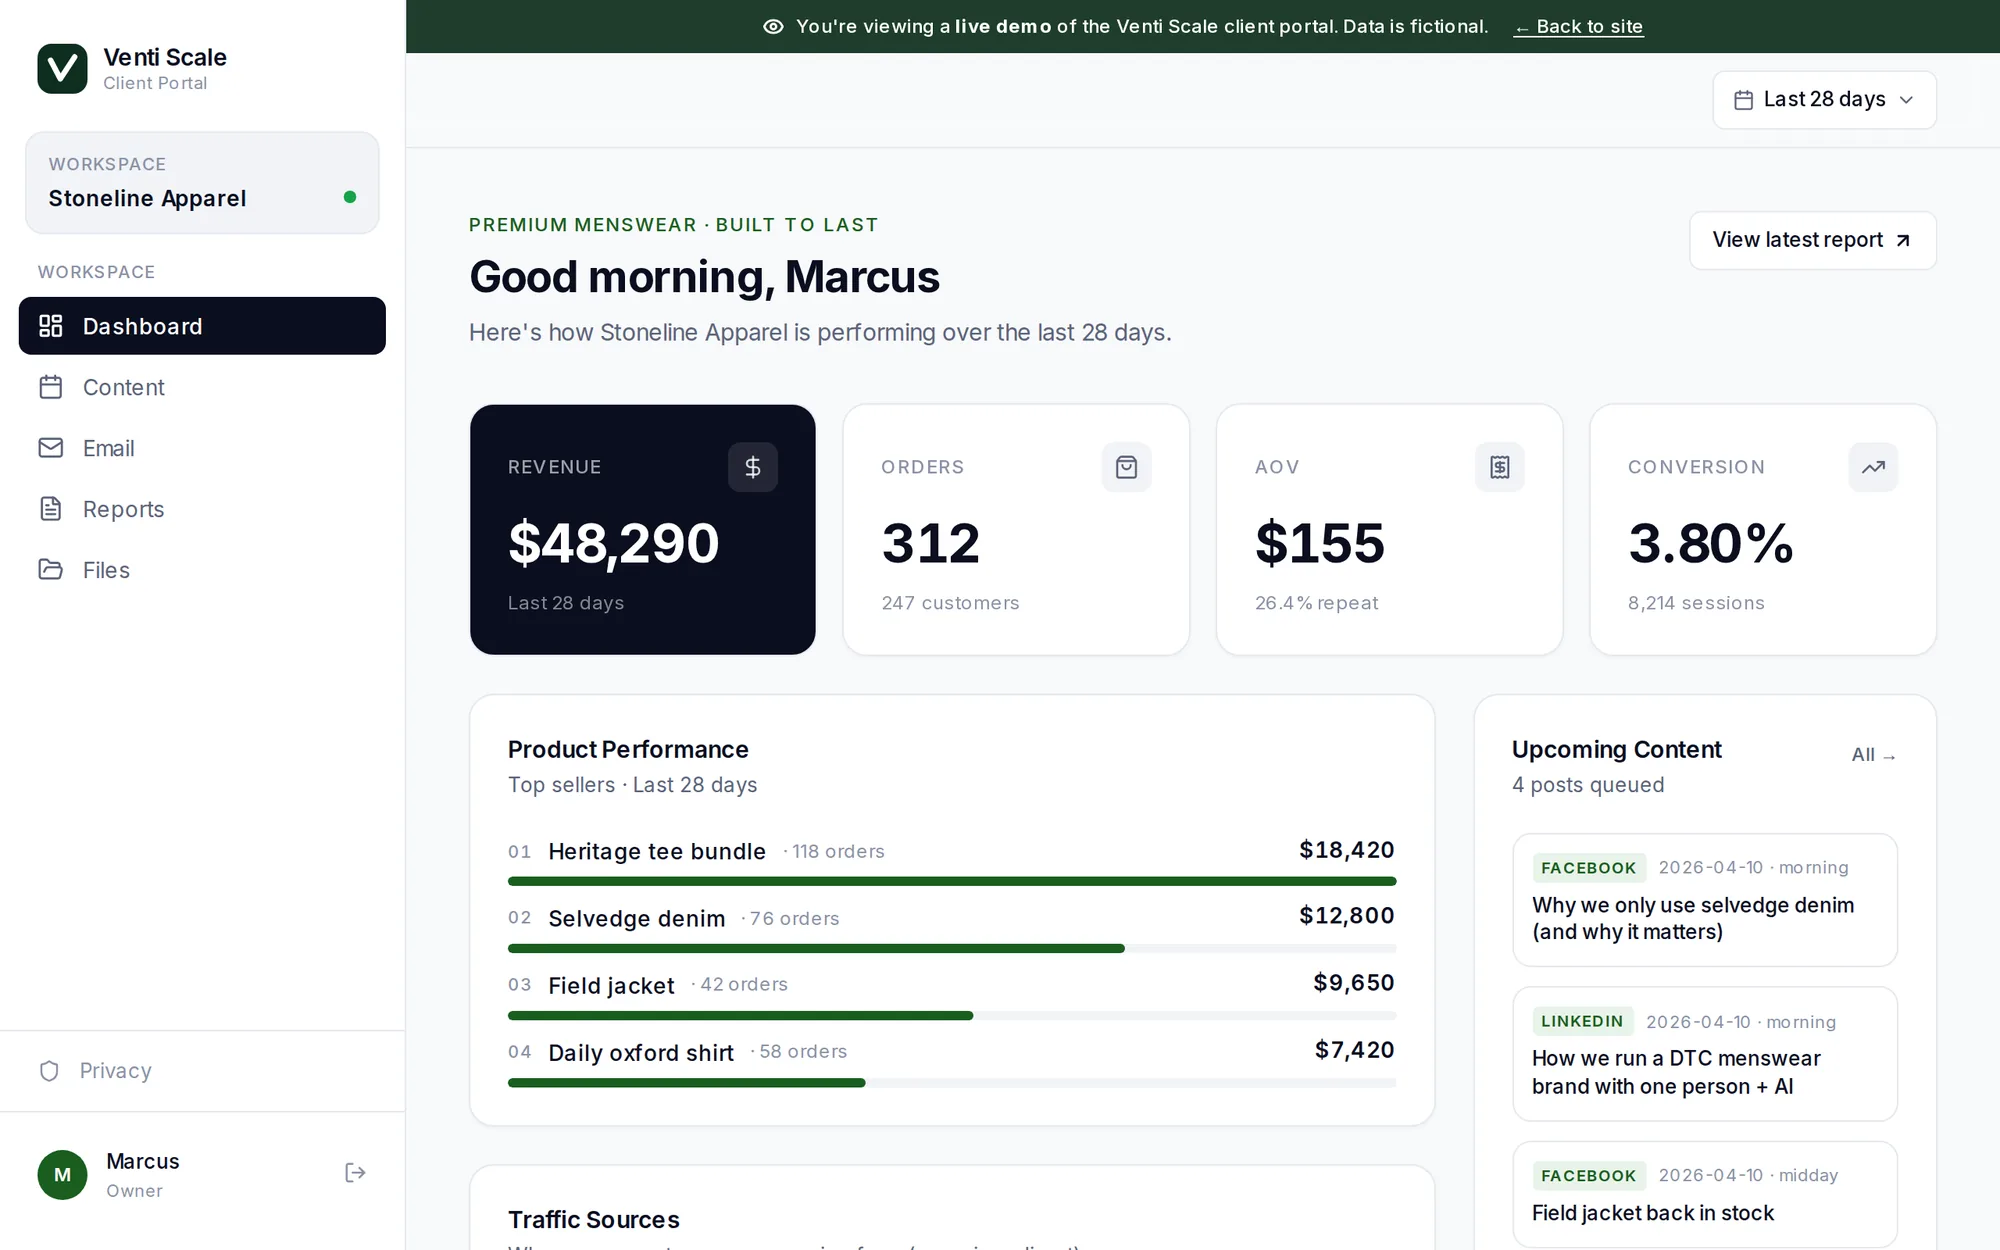 Venti Scale
Client Portal
WORKSPACE
Stoneline Apparel
WORKSPACE
Dashboard
Content
Email
Reports
Files
Privacy
M
Marcus
Owner
You're viewing a live demo of the Venti Scale client portal. Data is fictional. ← Back to site
Last 28 days
PREMIUM MENSWEAR · BUILT TO LAST
Good morning, Marcus
Here's how Stoneline Apparel is performing over the last 28 days.
View latest report
REVENUE
$48,290
Last 28 days
ORDERS
312
247 customers
AOV
$155
26.4% repeat
CONVERSION
3.80%
8,214 sessions
Product Performance
Top sellers · Last 28 days
01 Heritage tee bundle · 118 orders $18,420
02 Selvedge denim · 76 orders $12,800
03 Field jacket · 42 orders $9,650
04 Daily oxford shirt · 58 orders $7,420
Traffic Sources
Upcoming Content
All →
4 posts queued
FACEBOOK 2026-04-10 · morning
Why we only use selvedge denim
(and why it matters)
LINKEDIN 2026-04-10 · morning
How we run a DTC menswear
brand with one person + AI
FACEBOOK 2026-04-10 · midday
Field jacket back in stock